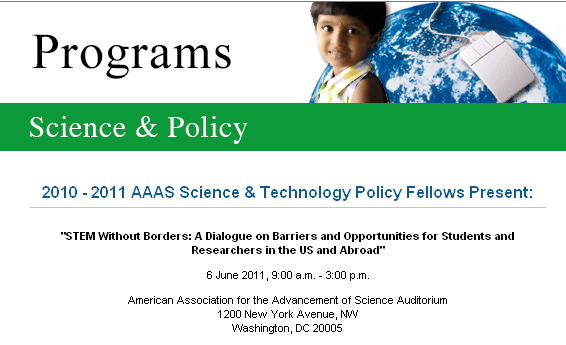 Programs
Science & Policy
2010 - 2011 AAAS Science & Technology Policy Fellows Present:
"STEM Without Borders: A Dialogue on Barriers and Opportunities for Students and
Researchers in the US and Abroad"
6 June 2011, 9:00 a.m. - 3:00 p.m.
American Association for the Advancement of Science Auditorium
1200 New York Avenue, NW
Washington, DC 20005